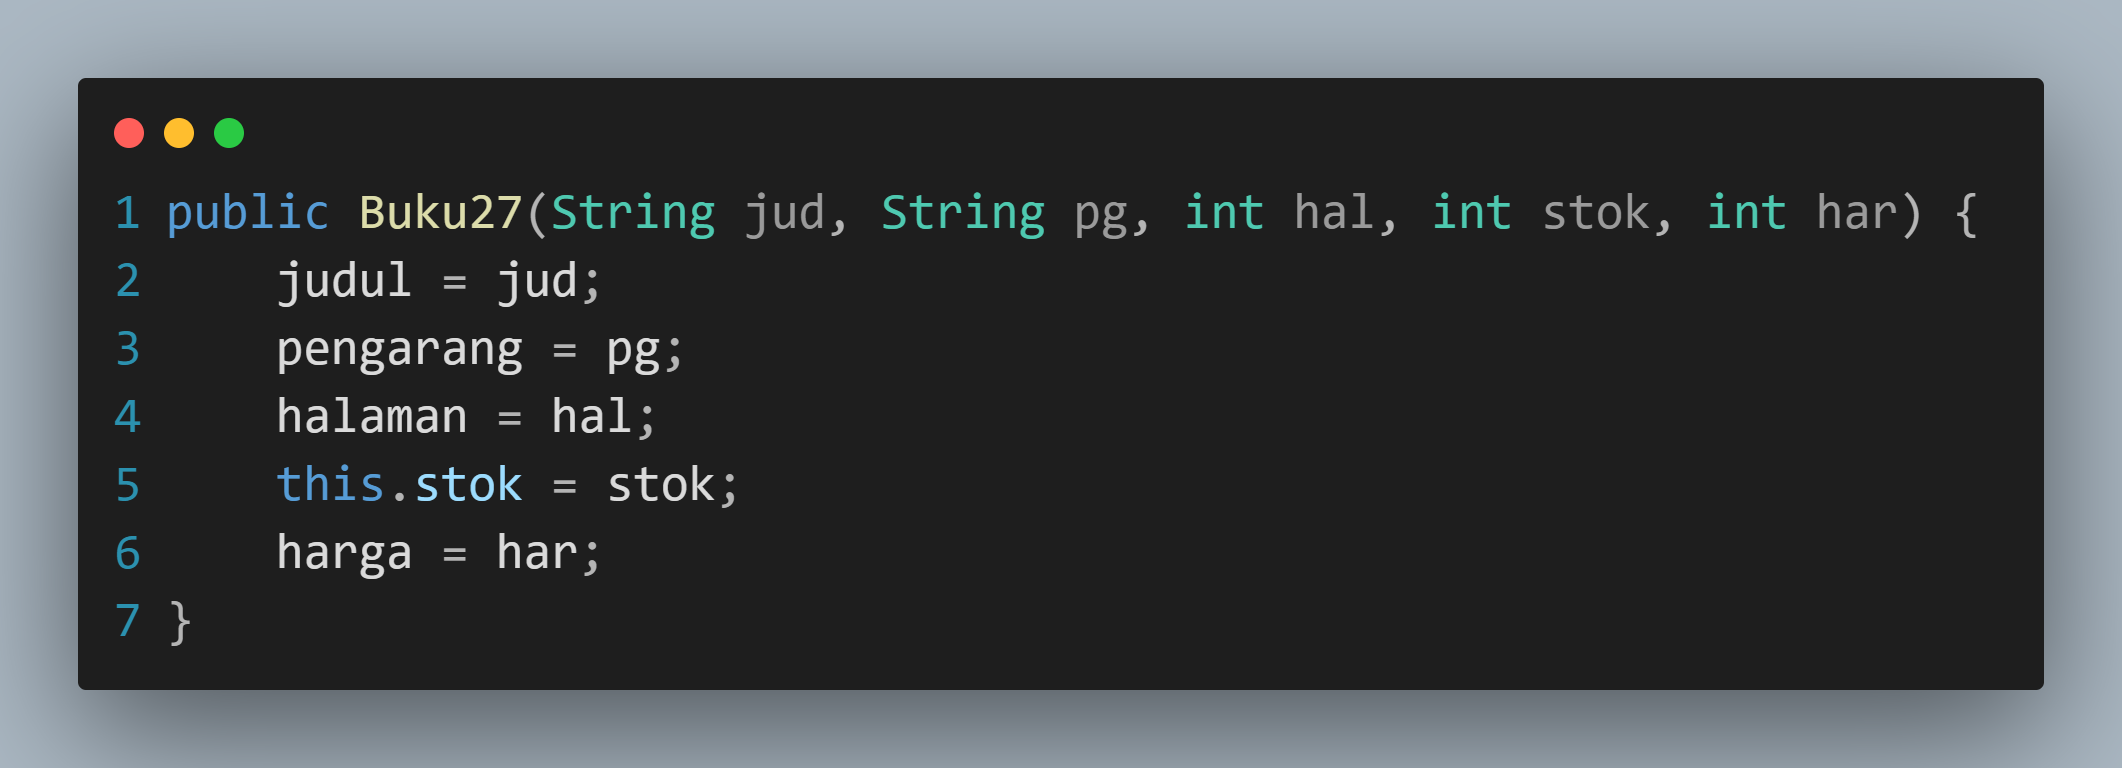 1 public Buku27(String jud, String pg, int hal, int stok, int har) {
2     judul = jud;
3     pengarang = pg;
4     halaman = hal;
5     this.stok = stok;
6     harga = har;
7 }